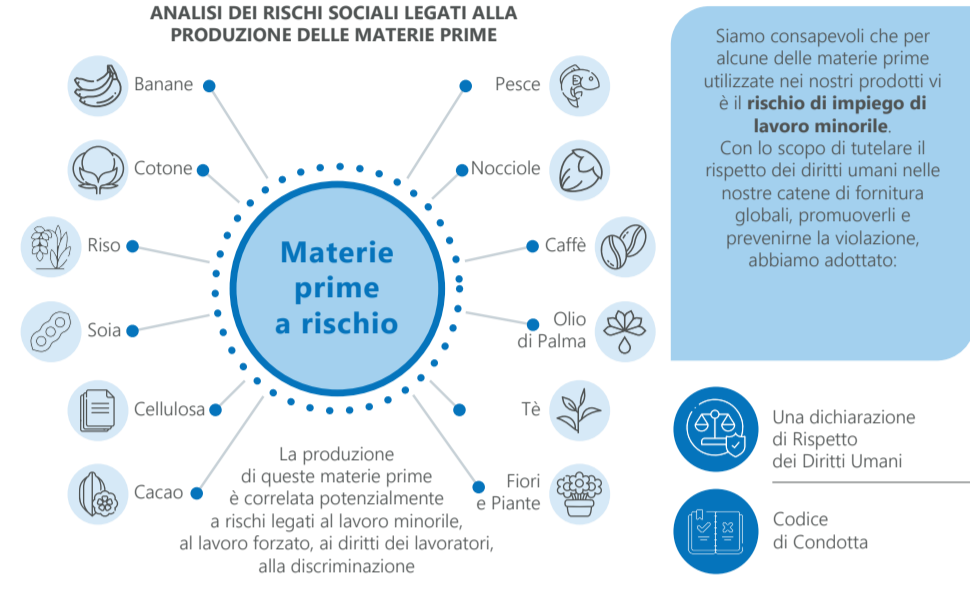 ANALISI DEI RISCHI SOCIALI LEGATI ALLA
PRODUZIONE DELLE MATERIE PRIME
Banane
Cotone
Riso
Soia
Cellulosa
Cacao
Materie
prime
a rischio
Pesce
Nocciole
Caffè
Olio
di Palma
Tè
Fiori
e Piante
La produzione
di queste materie prime
è correlata potenzialmente
a rischi legati al lavoro minorile,
al lavoro forzato, ai diritti dei lavoratori,
alla discriminazione
Siamo consapevoli che per
alcune delle materie prime
utilizzate nei nostri prodotti vi
è il rischio di impiego di
lavoro minorile.
Con lo scopo di tutelare il
rispetto dei diritti umani nelle
nostre catene di fornitura
globali, promuoverli e
prevenirne la violazione,
abbiamo adottato:
Una dichiarazione
di Rispetto
dei Diritti Umani
Codice
di Condotta